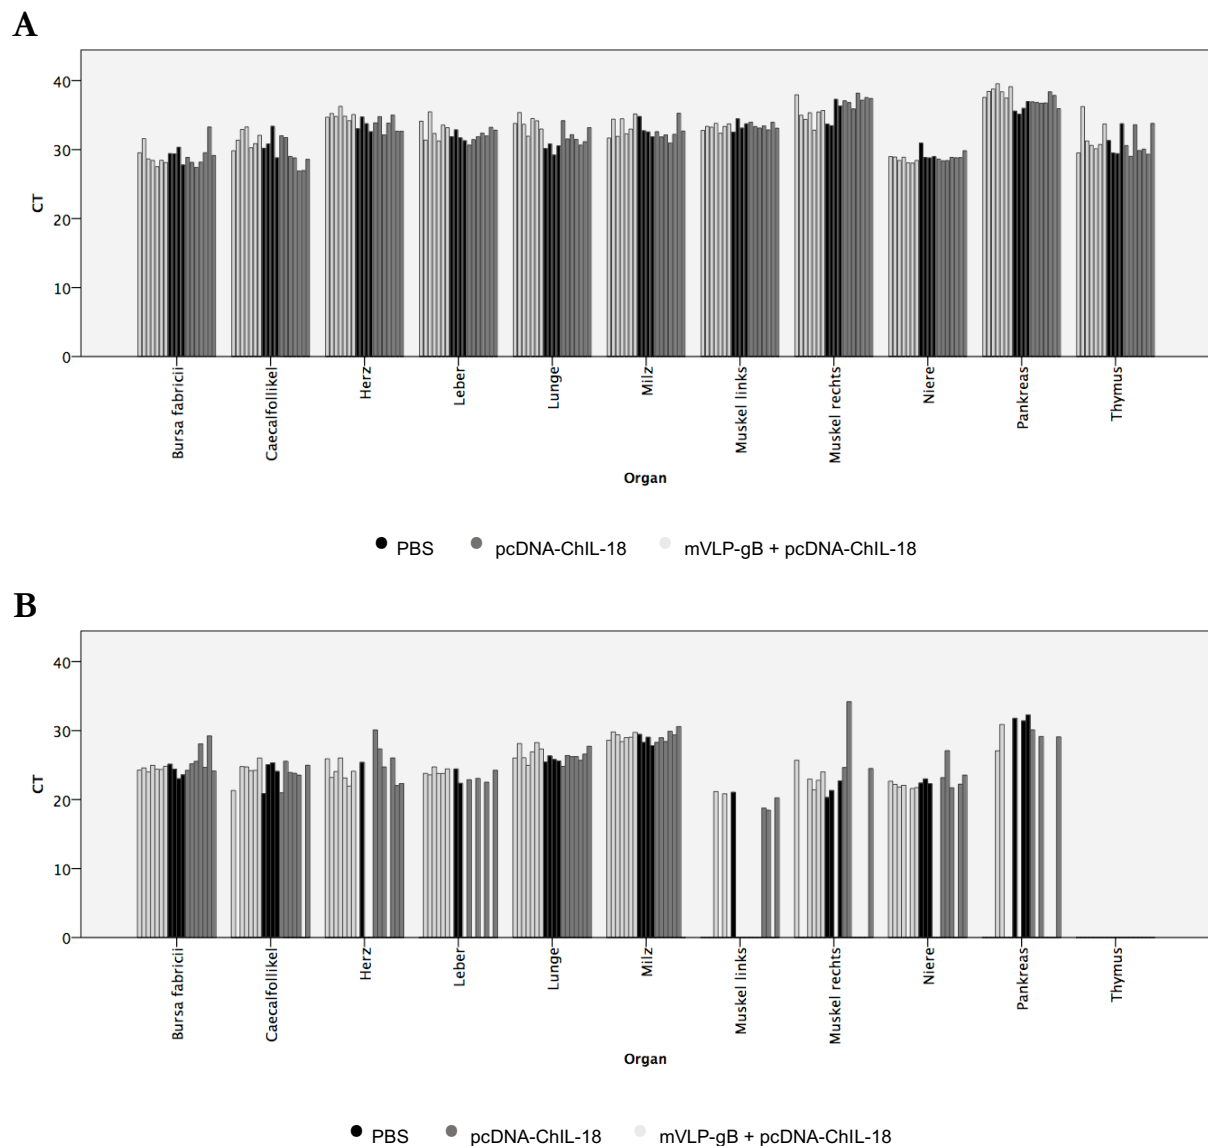 A
40
30
20
10
0
CT
Bursa fabricii
Caecalfollikel
Herz
Leber
Lunge
Milz
Muskel links
Muskel rechts
Niere
Pankreas
Thymus
Organ
PBS pcDNA-ChIL-18 mVLP-gB + pcDNA-ChIL-18
B
40
30
20
10
0
CT
Bursa fabricii
Caecalfollikel
Herz
Leber
Lunge
Milz
Muskel links
Muskel rechts
Niere
Pankreas
Thymus
Organ
PBS pcDNA-ChIL-18 mVLP-gB + pcDNA-ChIL-18